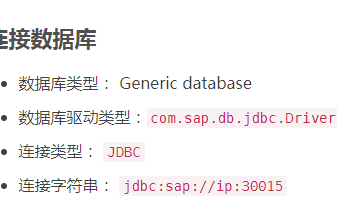 连接数据库
数据库类型： Generic database
数据库驱动类型：com.sap.db.jdbc.Driver
连接类型： JDBC
连接字符串： jdbc:sap://ip:30015